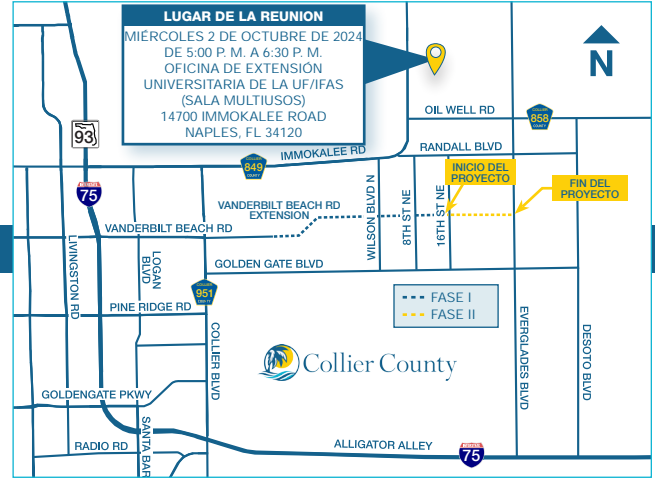 LUGAR DE LA REUNION
MIÉRCOLES 2 DE OCTUBRE DE 2024
DE 5:00 P. M. A 6:30 P. M.
OFICINA DE EXTENSIÓN
UNIVERSITARIA DE LA UF/IFAS
(SALA MULTIUSOS)
14700 IMMOKALEE ROAD
NAPLES, FL 34120
N
OIL WELL RD
COLLIER
858
COUNTY
93
IMMOKALEE RD
RANDALL BLVD
COLLIER
849
COUNTY
INICIO DEL
PROYECTO
FIN DEL
PROYECTO
75
VANDERBILT BEACH RD
EXTENSION
WILSON BLVD N
8TH ST NE
16TH ST NE
VANDERBILT BEACH RD
LIVINGSTON RD
LOGAN
BLVD
GOLDEN GATE BLVD
951
PINE RIDGE RD
FASE I
FASE II
COLLIER BLVD
EVERGLADES BLVD
DESOTO BLVD
Collier County
GOLDENGATE PKWY
SANTA BAR
RADIO RD
ALLIGATOR ALLEY
75